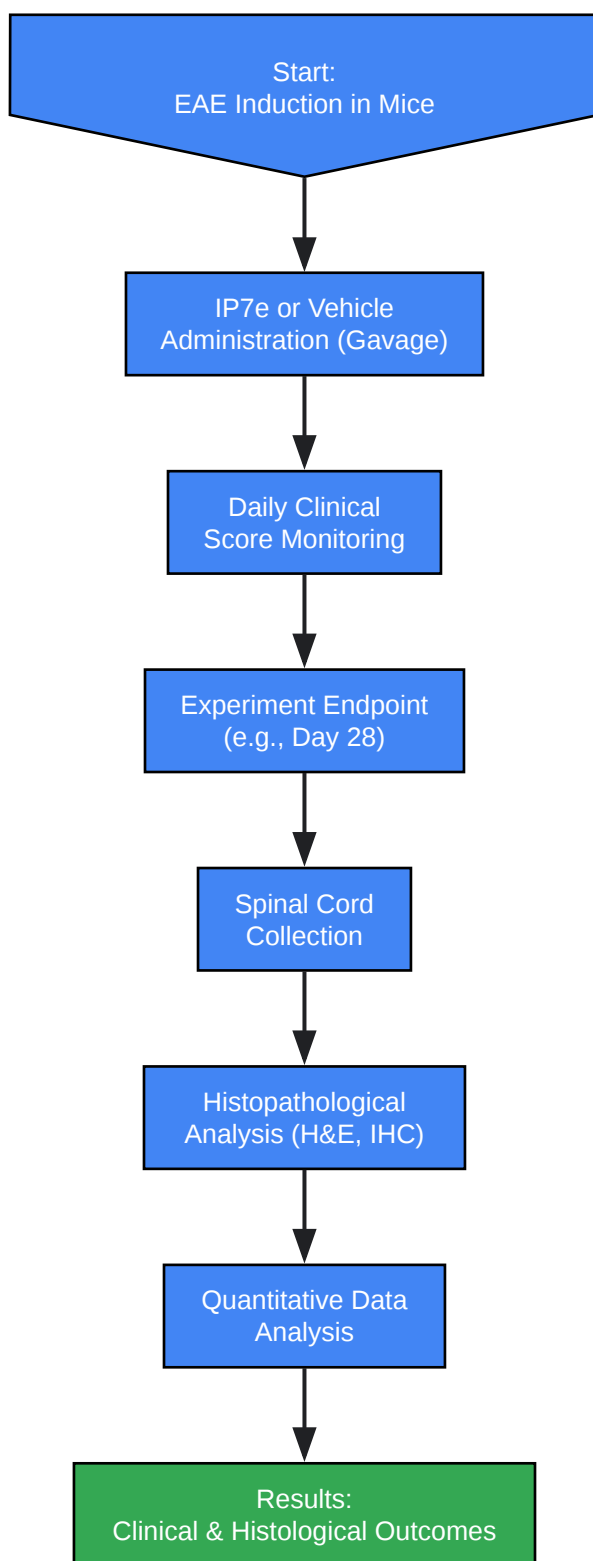 Start:
EAE Induction in Mice
IP7e or Vehicle
Administration (Gavage)
Daily Clinical
Score Monitoring
Experiment Endpoint
(e.g., Day 28)
Spinal Cord
Collection
Histopathological
Analysis (H&E, IHC)
Quantitative Data
Analysis
Results:
Clinical & Histological Outcomes